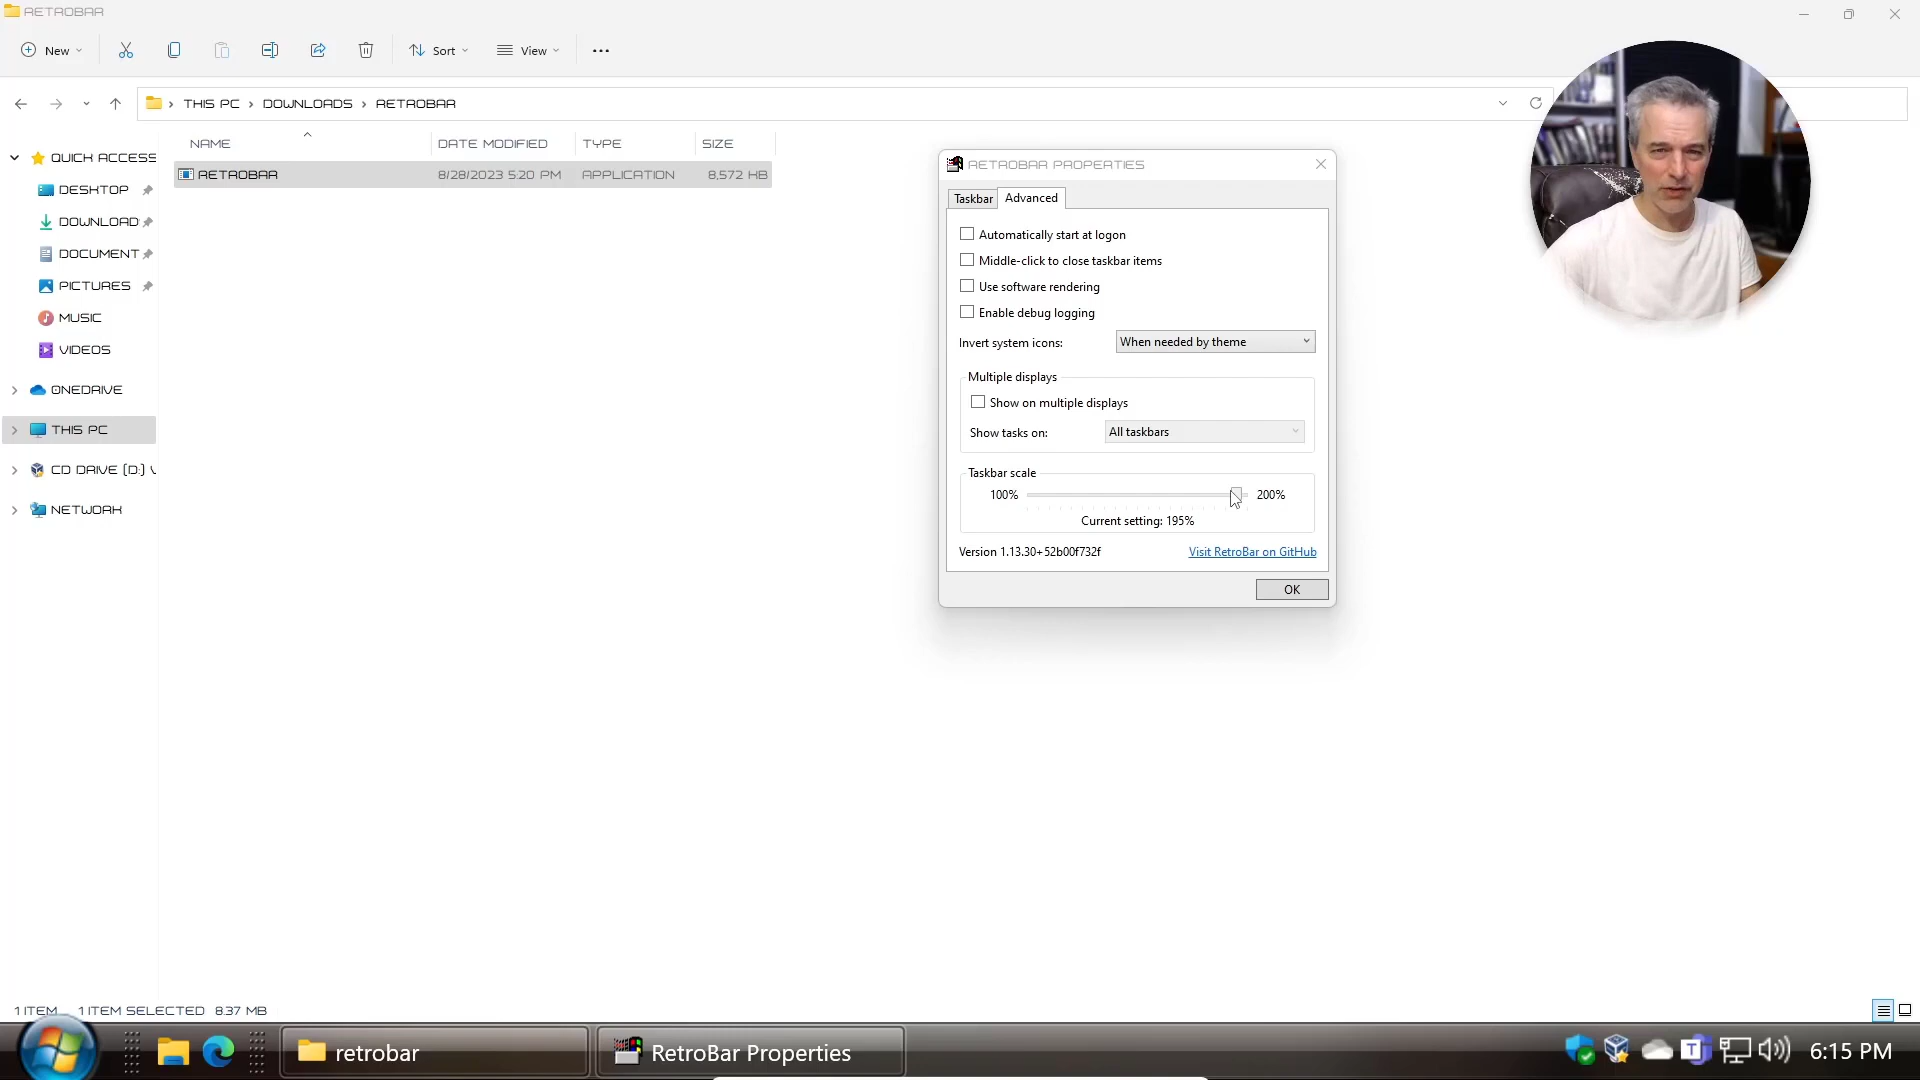 RETROBAR
New
Sort
View
THIS PC
DOWNLOADS
RETROBAR
NAME
DATE MODIFIED
TYPE
SIZE
RETROBAR
8/28/2023 5:20 PM
APPLICATION
8,572 KB
QUICK ACCESS
DESKTOP
DOWNLOAD
DOCUMENT
PICTURES
MUSIC
VIDEOS
ONEDRIVE
THIS PC
CD DRIVE (D:) V
NETWORK
RETROBAR PROPERTIES
Taskbar
Advanced
Automatically start at logon
Middle-click to close taskbar items
Use software rendering
Enable debug logging
Invert system icons:
When needed by theme
Multiple displays
Show on multiple displays
Show tasks on:
All taskbars
Taskbar scale
100%
200%
Current setting: 195%
Version 1.13.30+52b00f732f
Visit RetroBar on GitHub
OK
1 ITEM
1 ITEM SELECTED
8.37 MB
retrobar
RetroBar Properties
T
6:15 PM